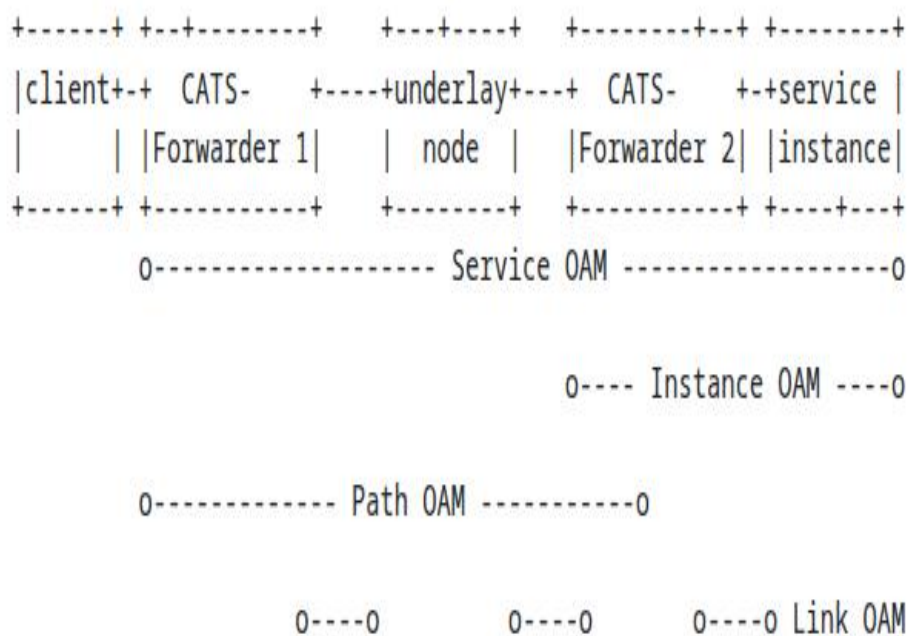 +------+ +--+--------+ +---+----+ +--------+--+ +--------+
|client+-+ CATS- +----+underlay+---+ CATS- +-+service |
| | |Forwarder 1| | node | |Forwarder 2| |instance|
+------+ +-----------+ +--------+ +-----------+ +----+---+
o-------------------- Service OAM -------------------o
o---- Instance OAM ----o
o------------- Path OAM -----------o
o----o o----o o----o Link OAM